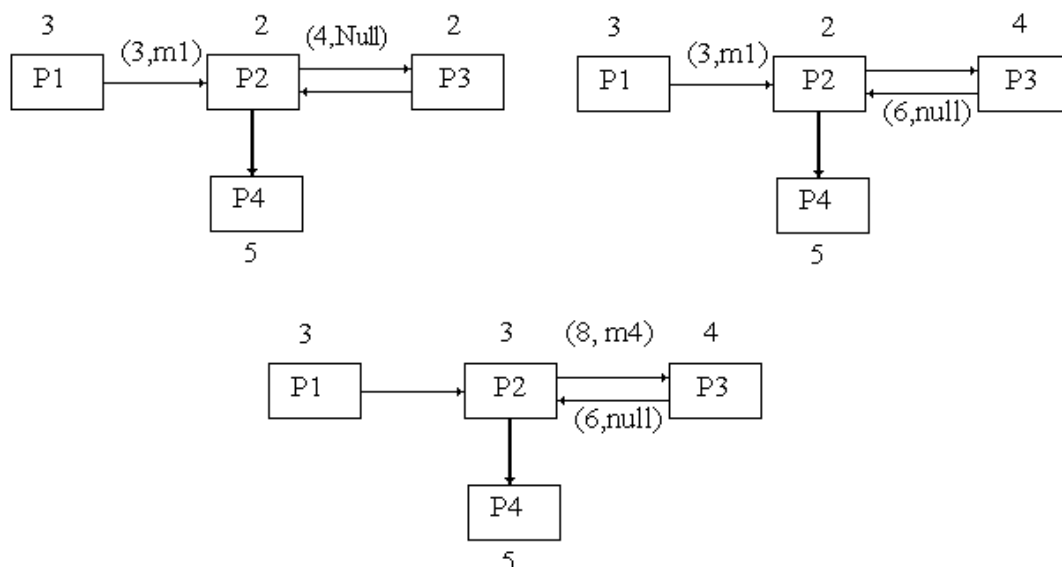 3
(3,m1)
2
(4,Null)
2
P1
P2
P3
P4
5
3
(3,m1)
2
4
P1
P2
P3
(6,null)
P4
5
3
3
(8, m4)
4
P1
P2
P3
(6,null)
P4
5